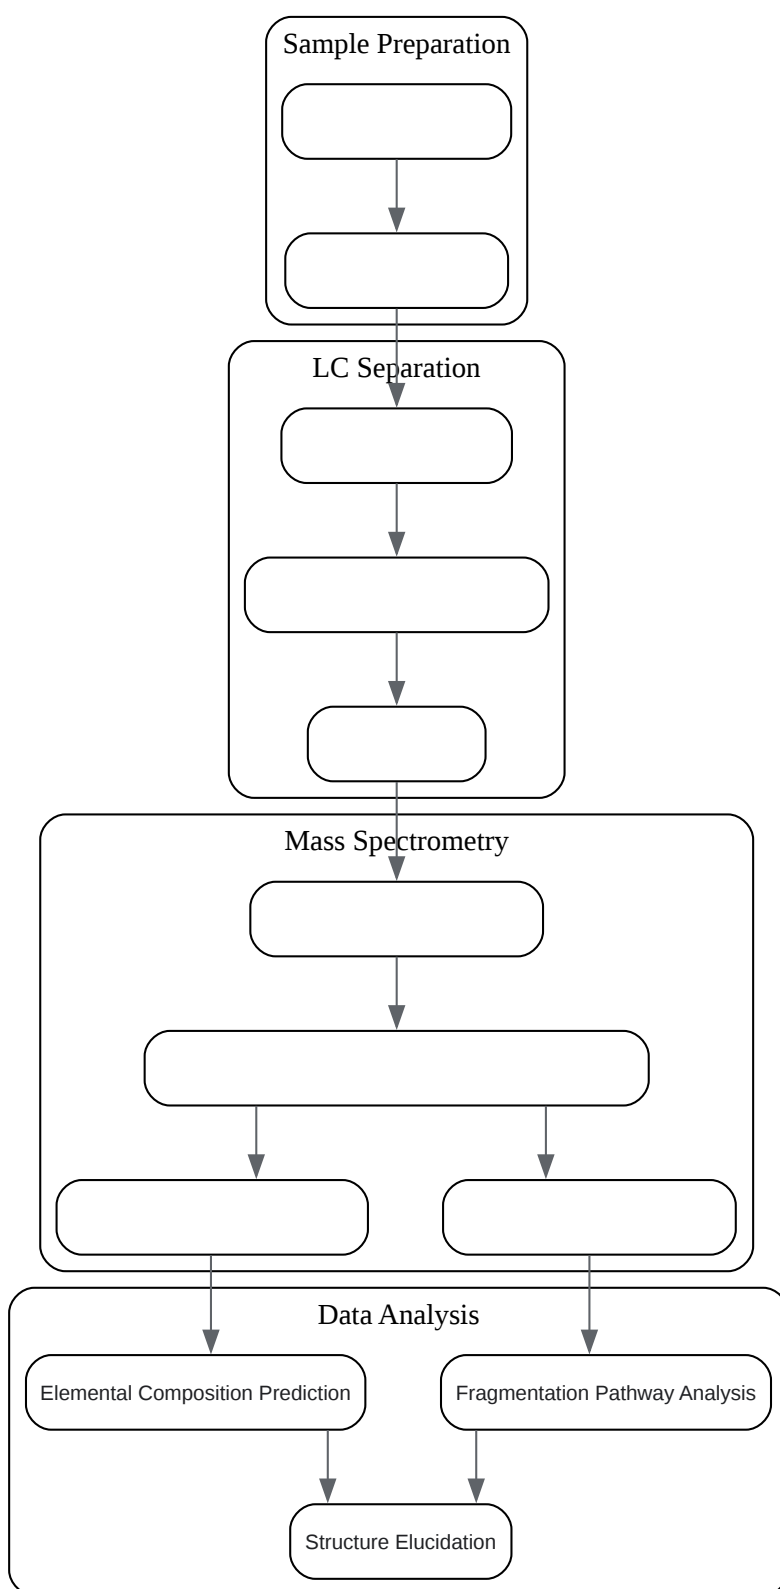 Sample Preparation
LC Separation
Mass Spectrometry
Data Analysis
Elemental Composition Prediction
Fragmentation Pathway Analysis
Structure Elucidation